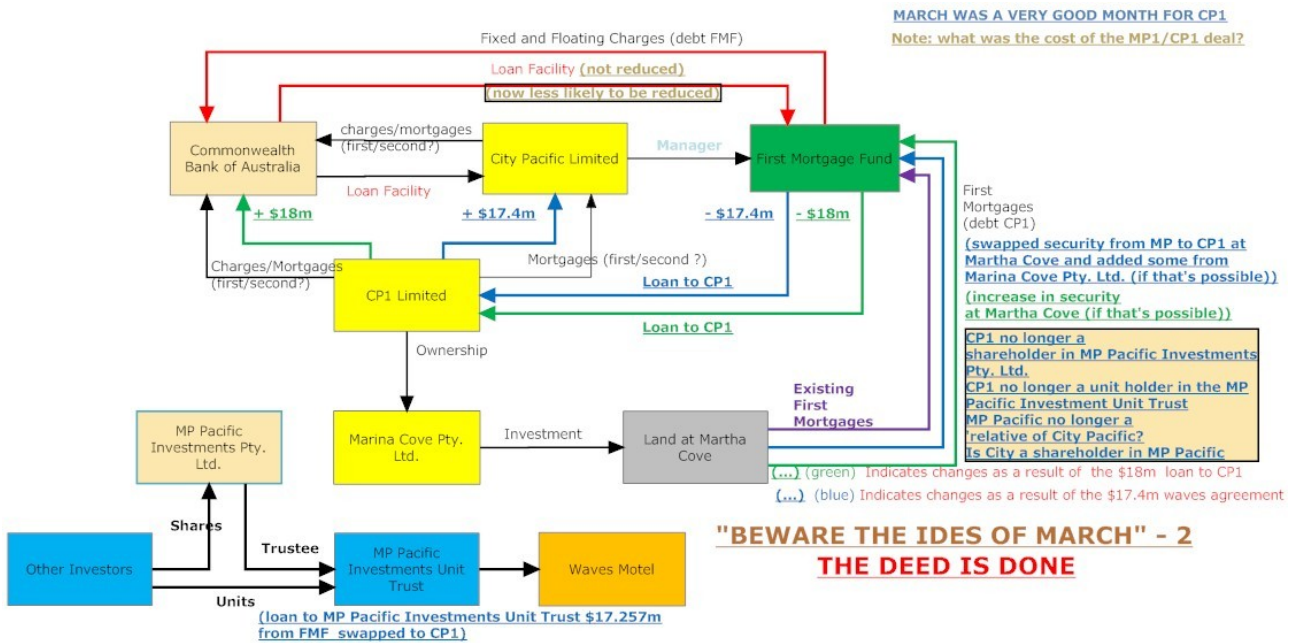 MARCH WAS A VERY GOOD MONTH FOR CP1
Note: what was the cost of the MP1/CP1 deal?
Fixed and Floating Charges (debt FMF)
Loan Facility (not reduced)
(now less likely to be reduced)
Commonwealth
Bank of Australia
charges/mortgages
(first/second?)
Loan Facility
City Pacific Limited
Manager
First Mortgage Fund
+ $18m
+ $17.4m
- $17.4m
- $18m
First
Mortgages
(debt CP1)
(swapped security from MP to CP1 at
Martha Cove and added some from
Marina Cove Pty. Ltd. (if that's possible))
(increase in security
at Martha Cove (if that's possible))
Charges/Mortgages
(first/second?)
Mortgages (first/second ?)
CP1 Limited
Loan to CP1
Loan to CP1
Ownership
CP1 no longer a
shareholder in MP Pacific Investments
Pty. Ltd.
CP1 no longer a unit holder in the MP
Pacific Investment Unit Trust
MP Pacific no longer a
'relative of City Pacific?
Is City a shareholder in MP Pacific
Existing
First
Mortgages
MP Pacific
Investments Pty.
Ltd.
Marina Cove Pty.
Ltd.
Investment
Land at Martha
Cove
(...) (green) Indicates changes as a result of the $18m loan to CP1
(...) (blue) Indicates changes as a result of the $17.4m waves agreement
Shares
Trustee
Other Investors
Units
MP Pacific
Investments Unit
Trust
Waves Motel
(loan to MP Pacific Investments Unit Trust $17.257m
from FMF swapped to CP1)
"BEWARE THE IDES OF MARCH" - 2
THE DEED IS DONE